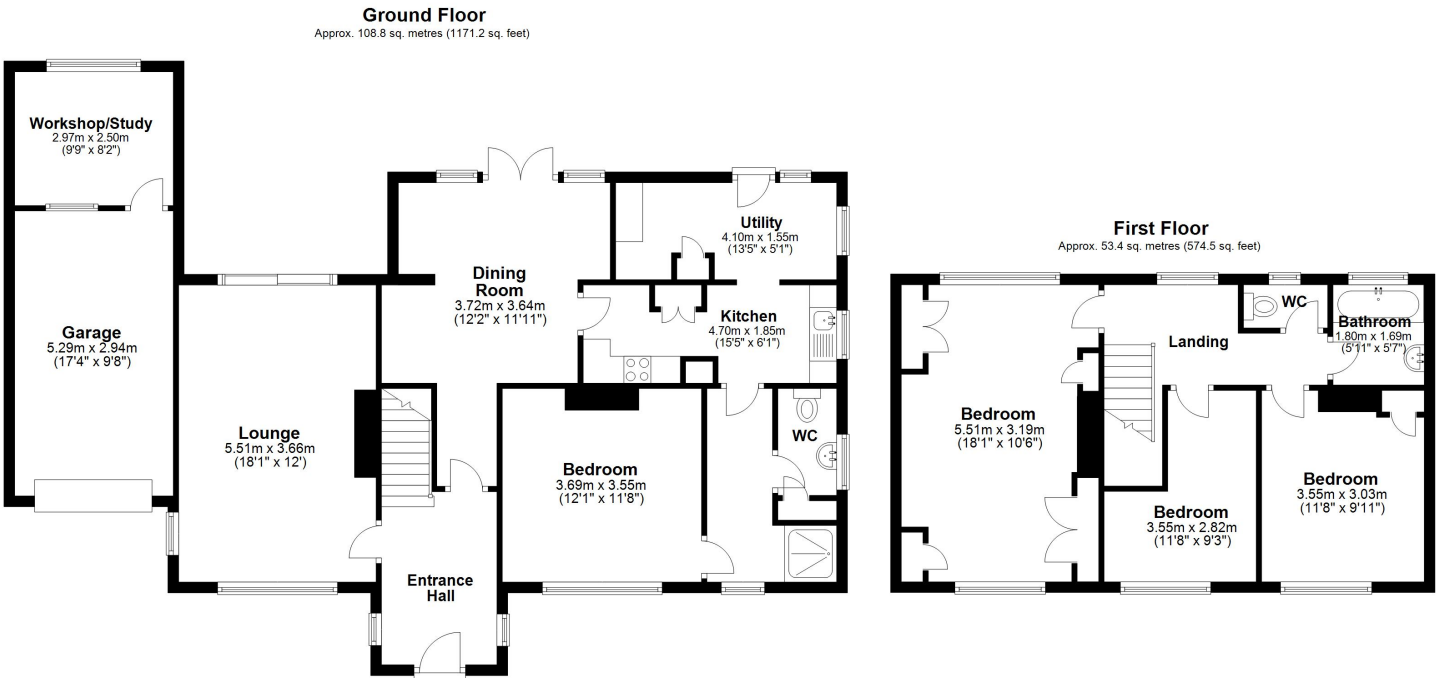 Ground Floor
Approx. 108.8 sq. metres (1171.2 sq. feet)
Workshop/Study
2.97m x 2.50m
(9'9" x 8'2")
Garage
5.29m x 2.94m
(17'4" x 9'8")
Lounge
5.51m x 3.66m
(18'1" x 12')
Dining
Room
3.72m x 3.64m
(12'2" x 11'11")
Utility
4.10m x 1.55m
(13'5" x 5'1")
Kitchen
4.70m x 1.85m
(15'5" x 6'1")
WC
Bedroom
3.69m x 3.55m
(12'1" x 11'8")
Entrance
Hall
First Floor
Approx. 53.4 sq. metres (574.5 sq. feet)
WC
Bathroom
1.80m x 1.69m
(5'11" x 5'7")
Landing
Bedroom
5.51m x 3.19m
(18'1" x 10'6")
Bedroom
3.55m x 2.82m
(11'8" x 9'3")
Bedroom
3.55m x 3.03m
(11'8" x 9'11")